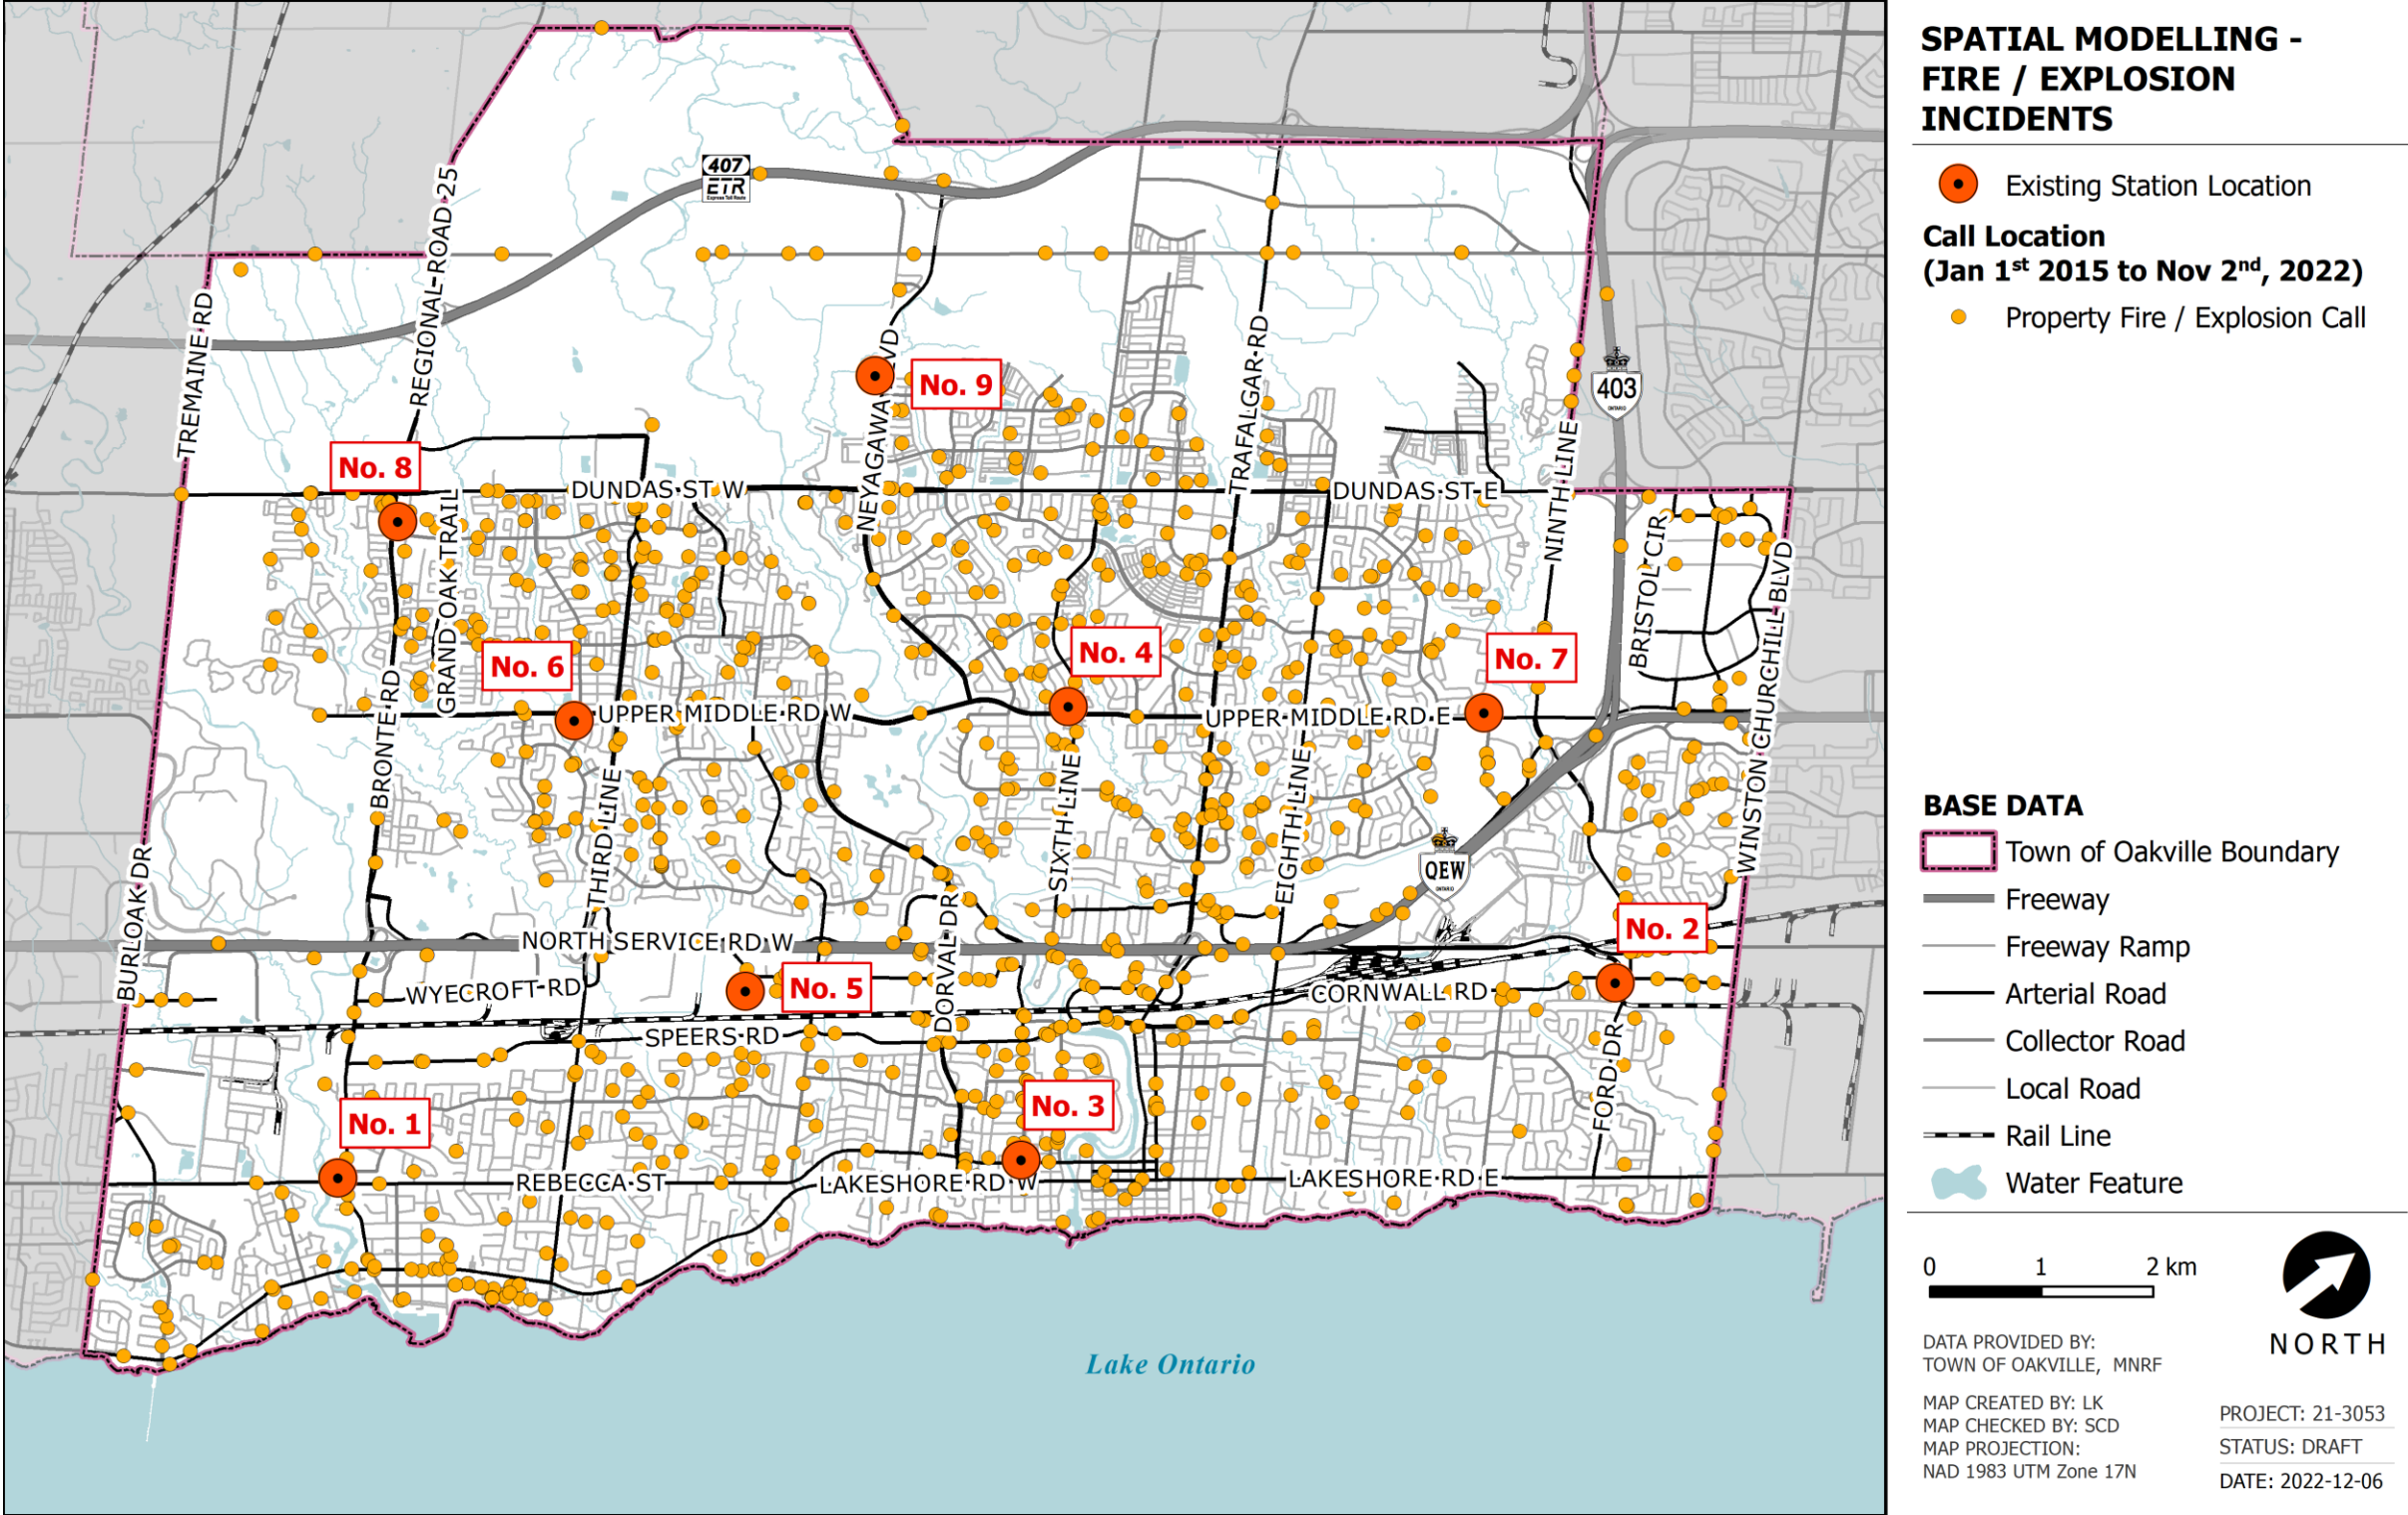 SPATIAL MODELLING -
FIRE / EXPLOSION
INCIDENTS
Existing Station Location
Call Location
(Jan 1st 2015 to Nov 2nd, 2022)
Property Fire / Explosion Call
BASE DATA
Town of Oakville Boundary
Freeway
Freeway Ramp
Arterial Road
Collector Road
Local Road
Rail Line
Water Feature
0 1 2 km
NORTH
DATA PROVIDED BY:
TOWN OF OAKVILLE, MNRF
MAP CREATED BY: LK
MAP CHECKED BY: SCD
MAP PROJECTION:
NAD 1983 UTM Zone 17N
PROJECT: 21-3053
STATUS: DRAFT
DATE: 2022-12-06
407
ETR
Express Toll Route
REGIONAL ROAD 25
TREMAINE RD
No. 9
TRAFALGAR RD
403
ONTARIO
No. 8
DUNDAS ST W
DUNDAS ST E
NINTH LINE
GRAND OAK TRAIL
BRISTOL CIR
WINSTON CHURCHILL BLVD
No. 6
No. 4
No. 7
UPPER MIDDLE RD W
UPPER MIDDLE RD E
BRONTE RD
THIRD LINE
SIXTH LINE
EIGHTH LINE
QEW
ONTARIO
BURLOAK DR
NORTH SERVICE RD W
DORVAL DR
No. 2
WYECROFT RD
No. 5
CORNWALL RD
SPEERS RD
FORD DR
No. 1
No. 3
REBECCA ST
LAKESHORE RD W
LAKESHORE RD E
Lake Ontario